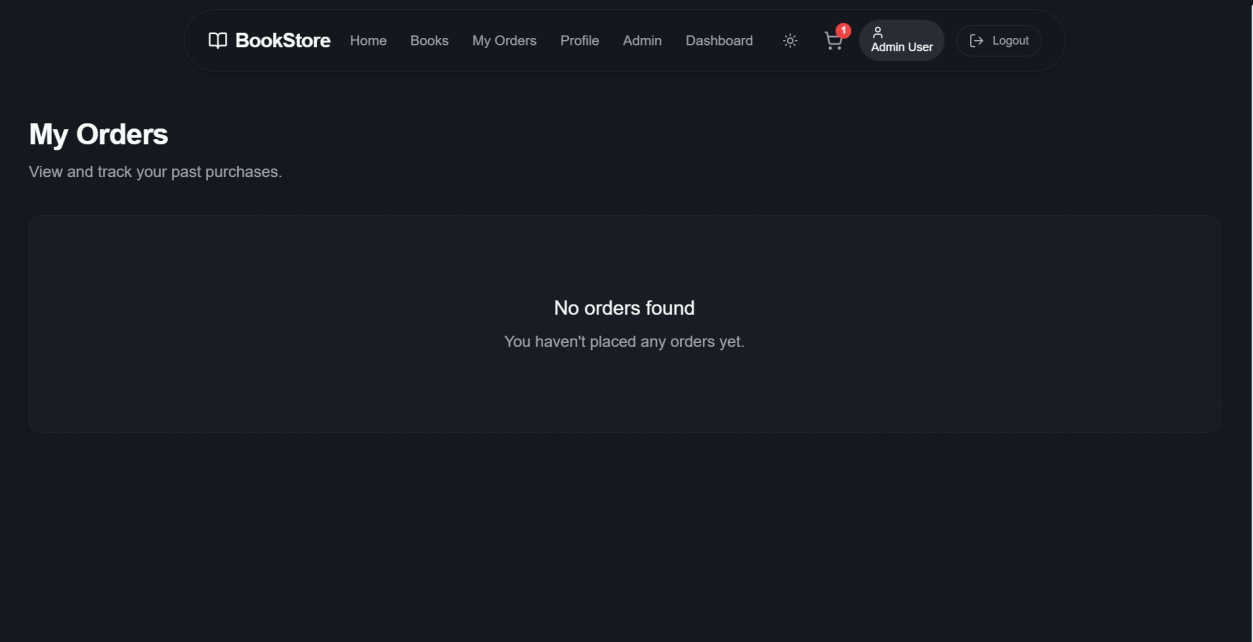 BookStore Home Books My Orders Profile Admin Dashboard 1 Admin User Logout
My Orders
View and track your past purchases.
No orders found
You haven't placed any orders yet.